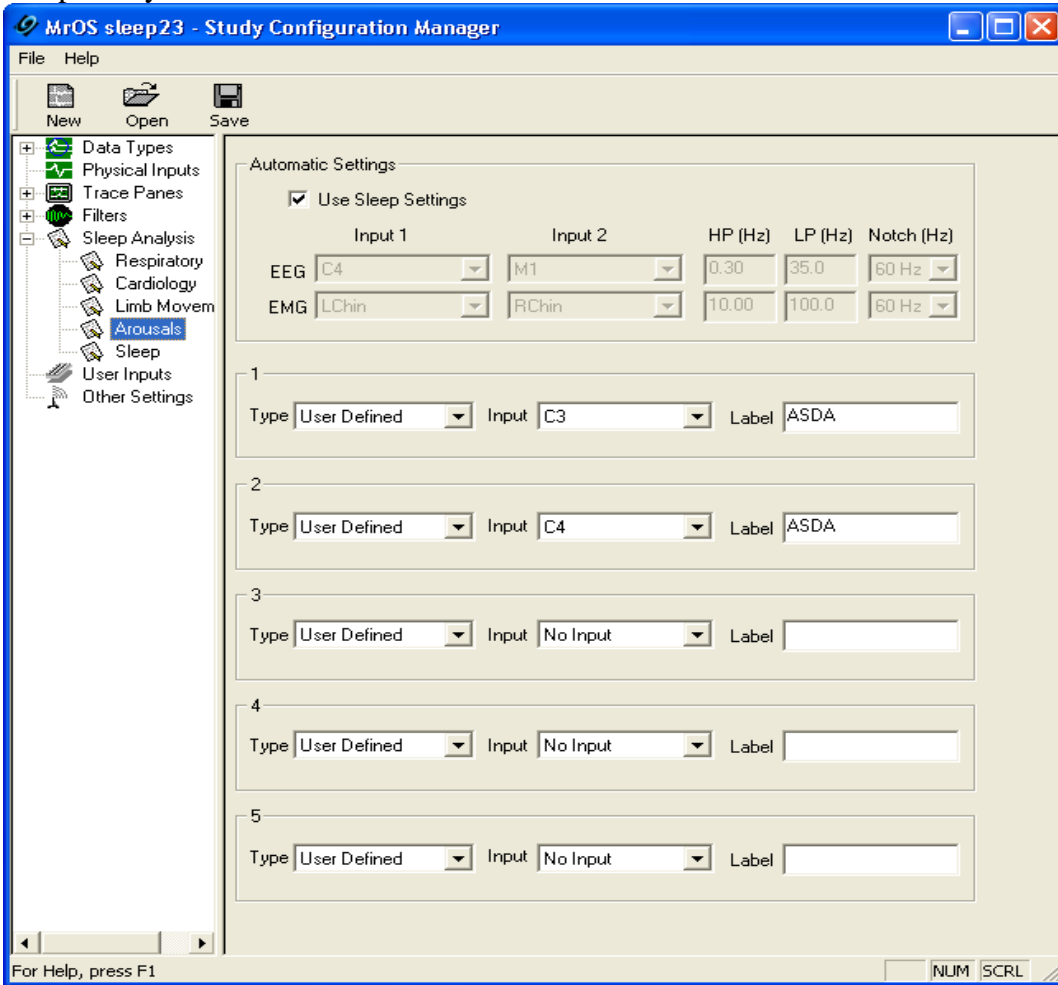 MrOS sleep23 - Study Configuration Manager
File Help
New Open Save
Data Types
Physical Inputs
Trace Panes
Filters
Sleep Analysis
Respiratory
Cardiology
Limb Movem
Arousals
Sleep
User Inputs
Other Settings
Automatic Settings
Use Sleep Settings
Input 1 Input 2 HP (Hz) LP (Hz) Notch (Hz)
EEG C4 M1 0.30 35.0 60 Hz
EMG LChin RChin 10.00 100.0 60 Hz
1
Type User Defined Input C3 Label ASDA
2
Type User Defined Input C4 Label ASDA
3
Type User Defined Input No Input Label
4
Type User Defined Input No Input Label
5
Type User Defined Input No Input Label
For Help, press F1 NUM SCRL